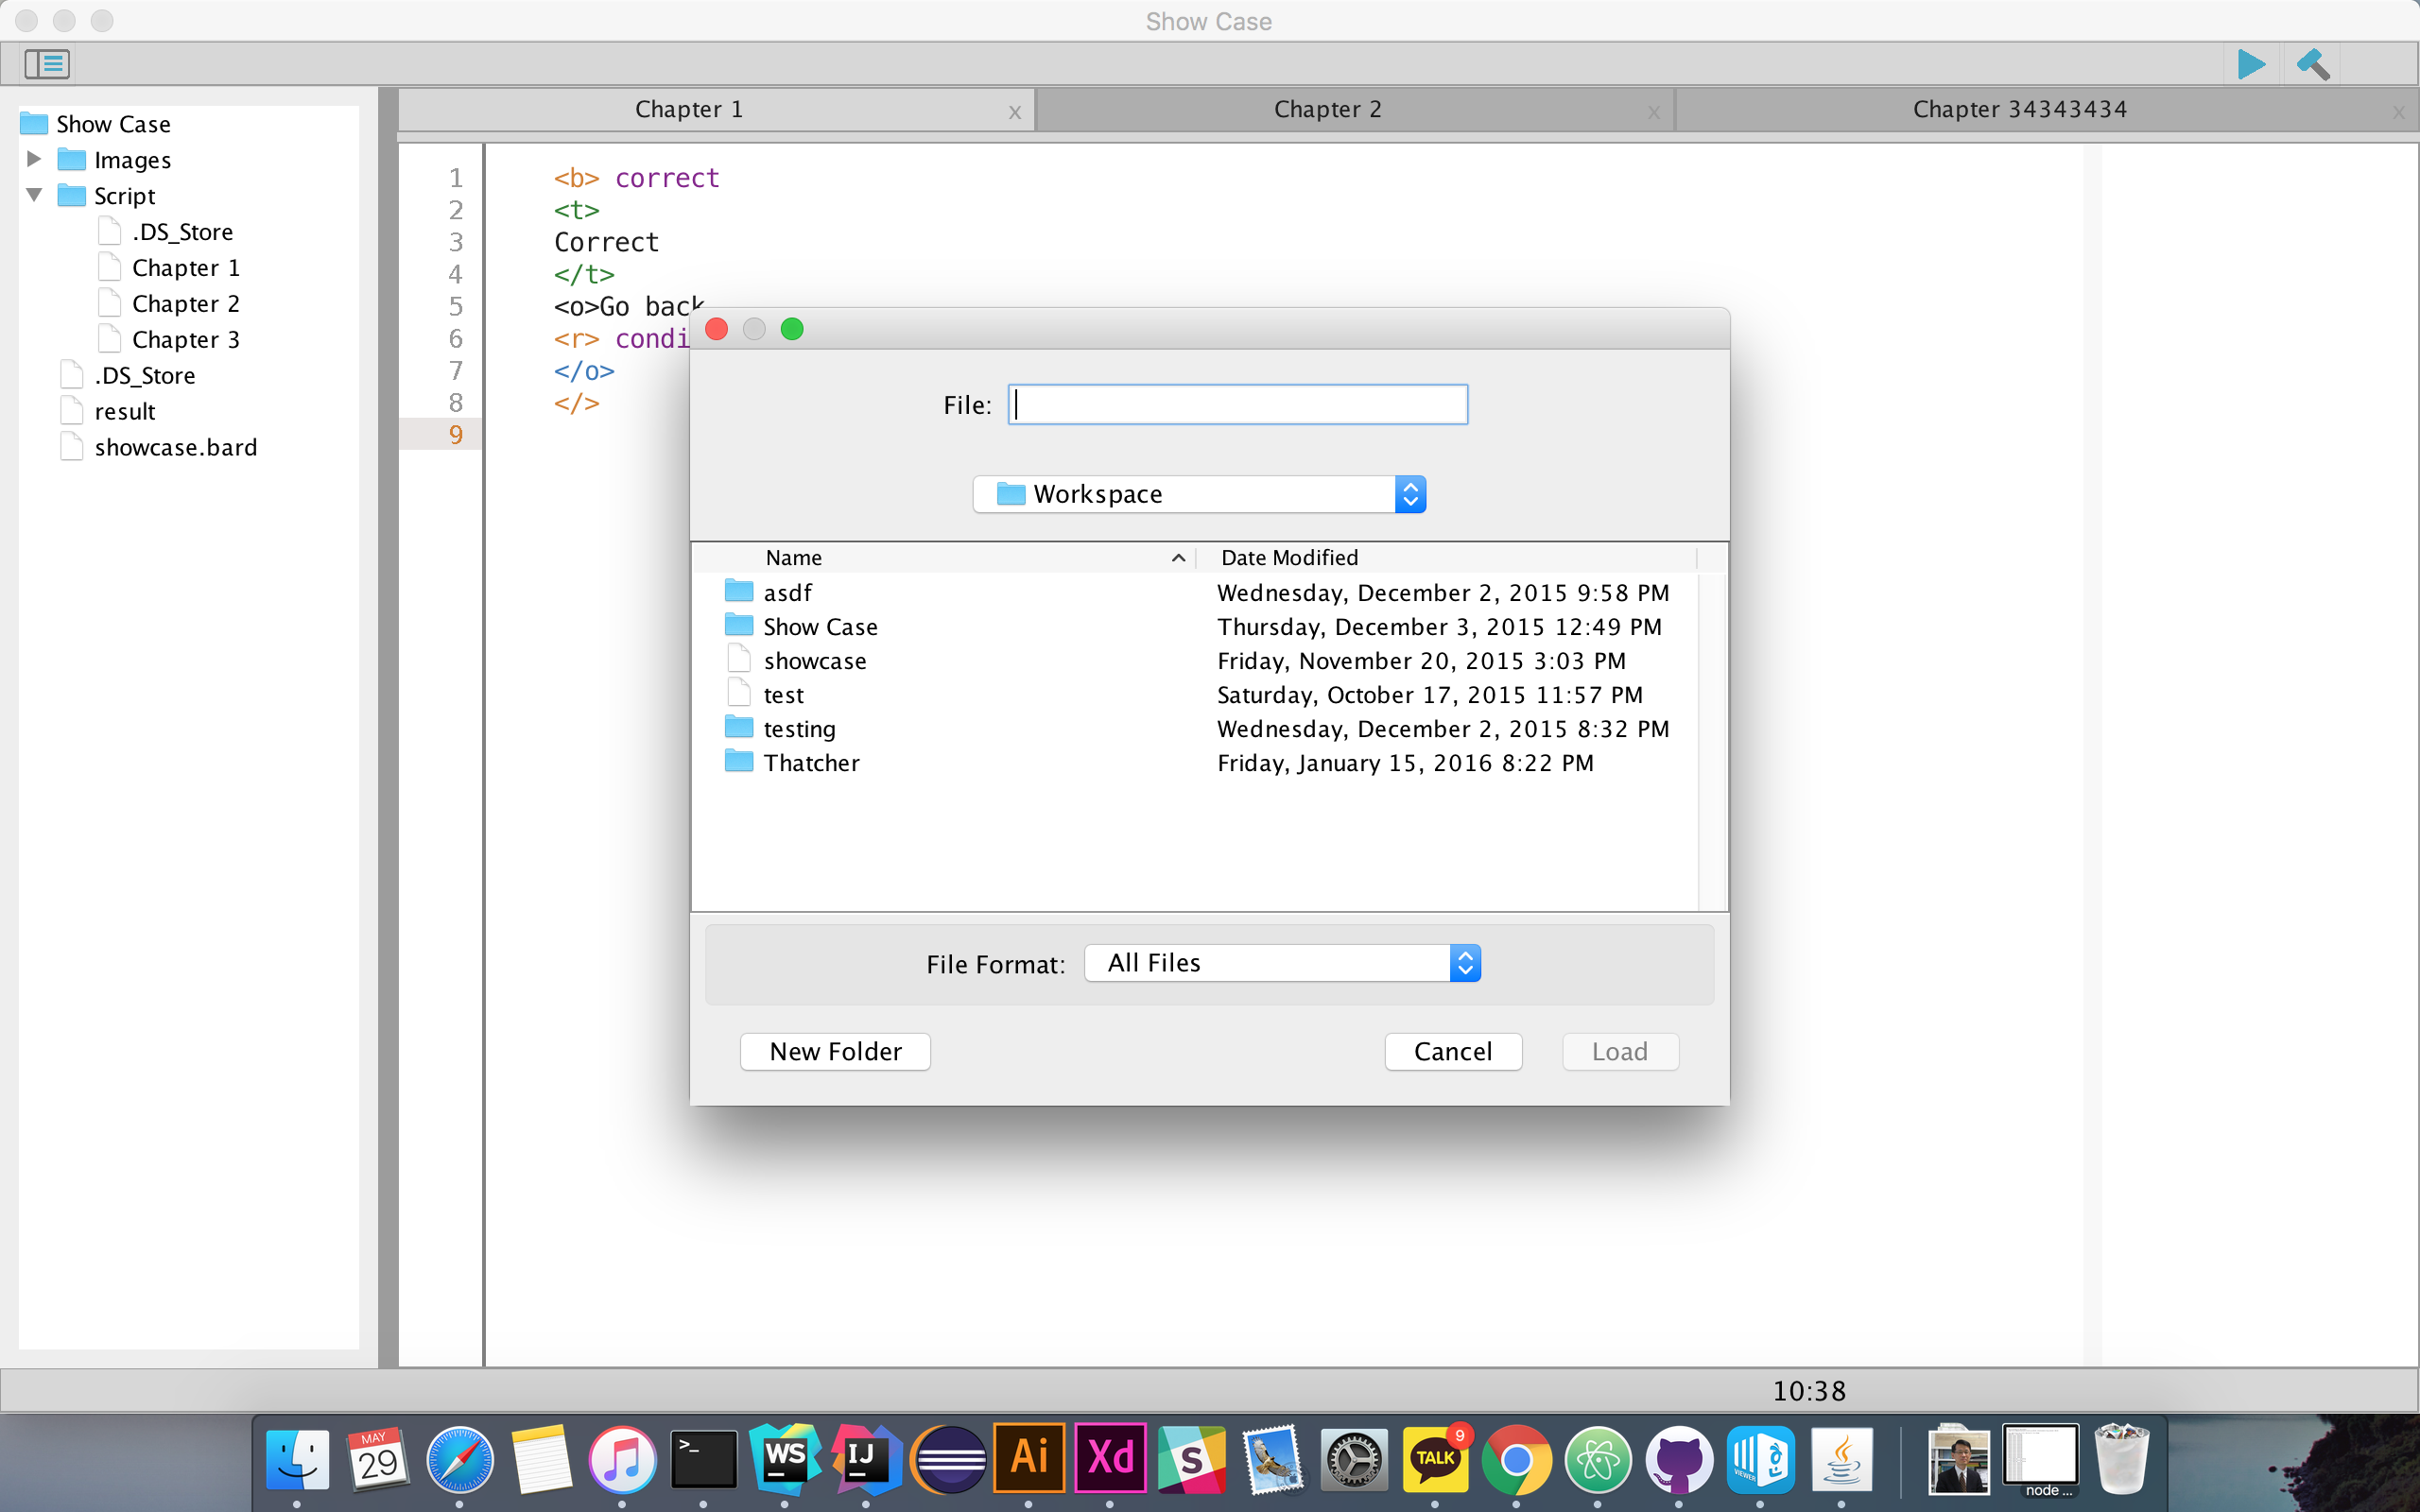 Show Case
Chapter 1 x Chapter 2 x Chapter 34343434 x
Show Case
Images
Script
.DS_Store
Chapter 1
Chapter 2
Chapter 3
.DS_Store
result
showcase.bard
1 <b> correct
2 <t>
3 Correct
4 </t>
5 <o>Go back
6 <r> condi
7 </o>
8 </>
9
File:
Workspace
Name Date Modified
asdf Wednesday, December 2, 2015 9:58 PM
Show Case Thursday, December 3, 2015 12:49 PM
showcase Friday, November 20, 2015 3:03 PM
test Saturday, October 17, 2015 11:57 PM
testing Wednesday, December 2, 2015 8:32 PM
Thatcher Friday, January 15, 2016 8:22 PM
File Format: All Files
New Folder Cancel Load
10:38
MAY
29
>_
WS
IJ
Ai
Xd
S
TALK
9
VIEWER
node ...